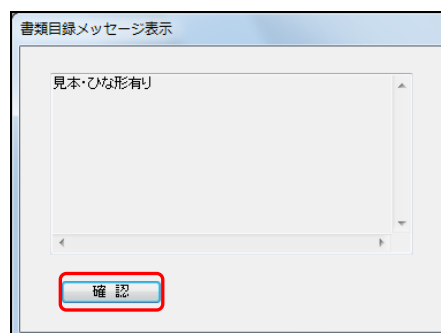 書類目録メッセージ表示
見本・ひな形有り
確 認